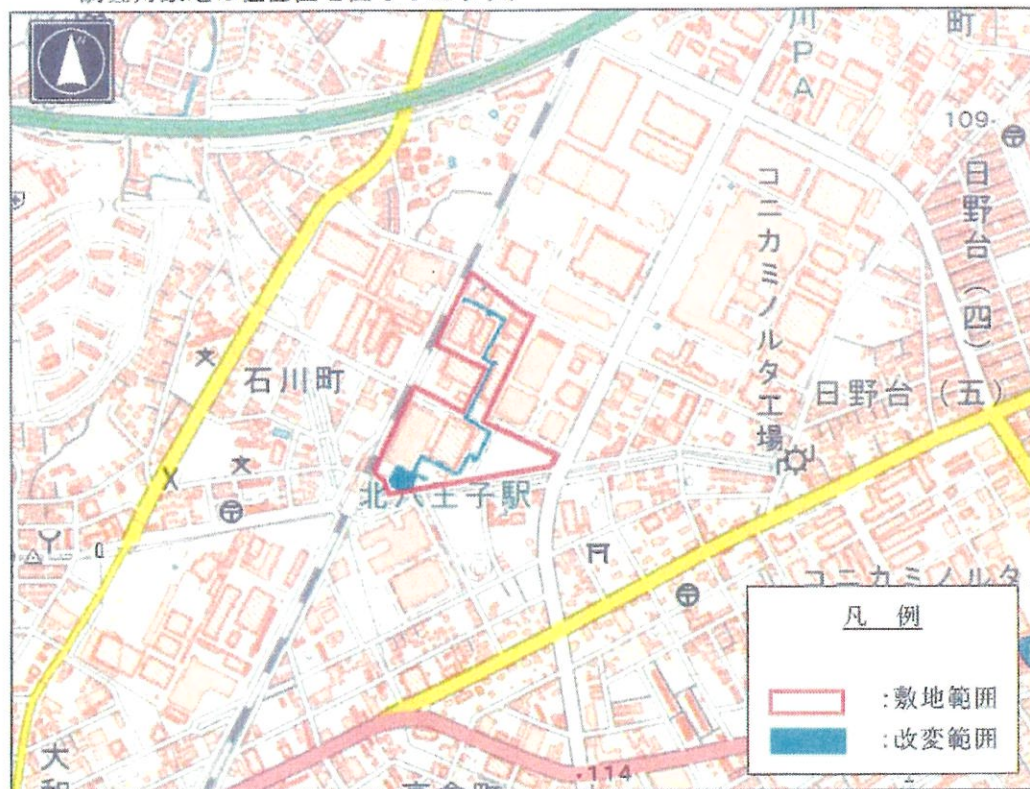 N
川PA
町
109
日野台(四)
コニカミノルタ工場
石川町
日野台(五)
北八王子駅
コニカミノルタ
凡 例
:敷地範囲
:改変範囲
大和
·114